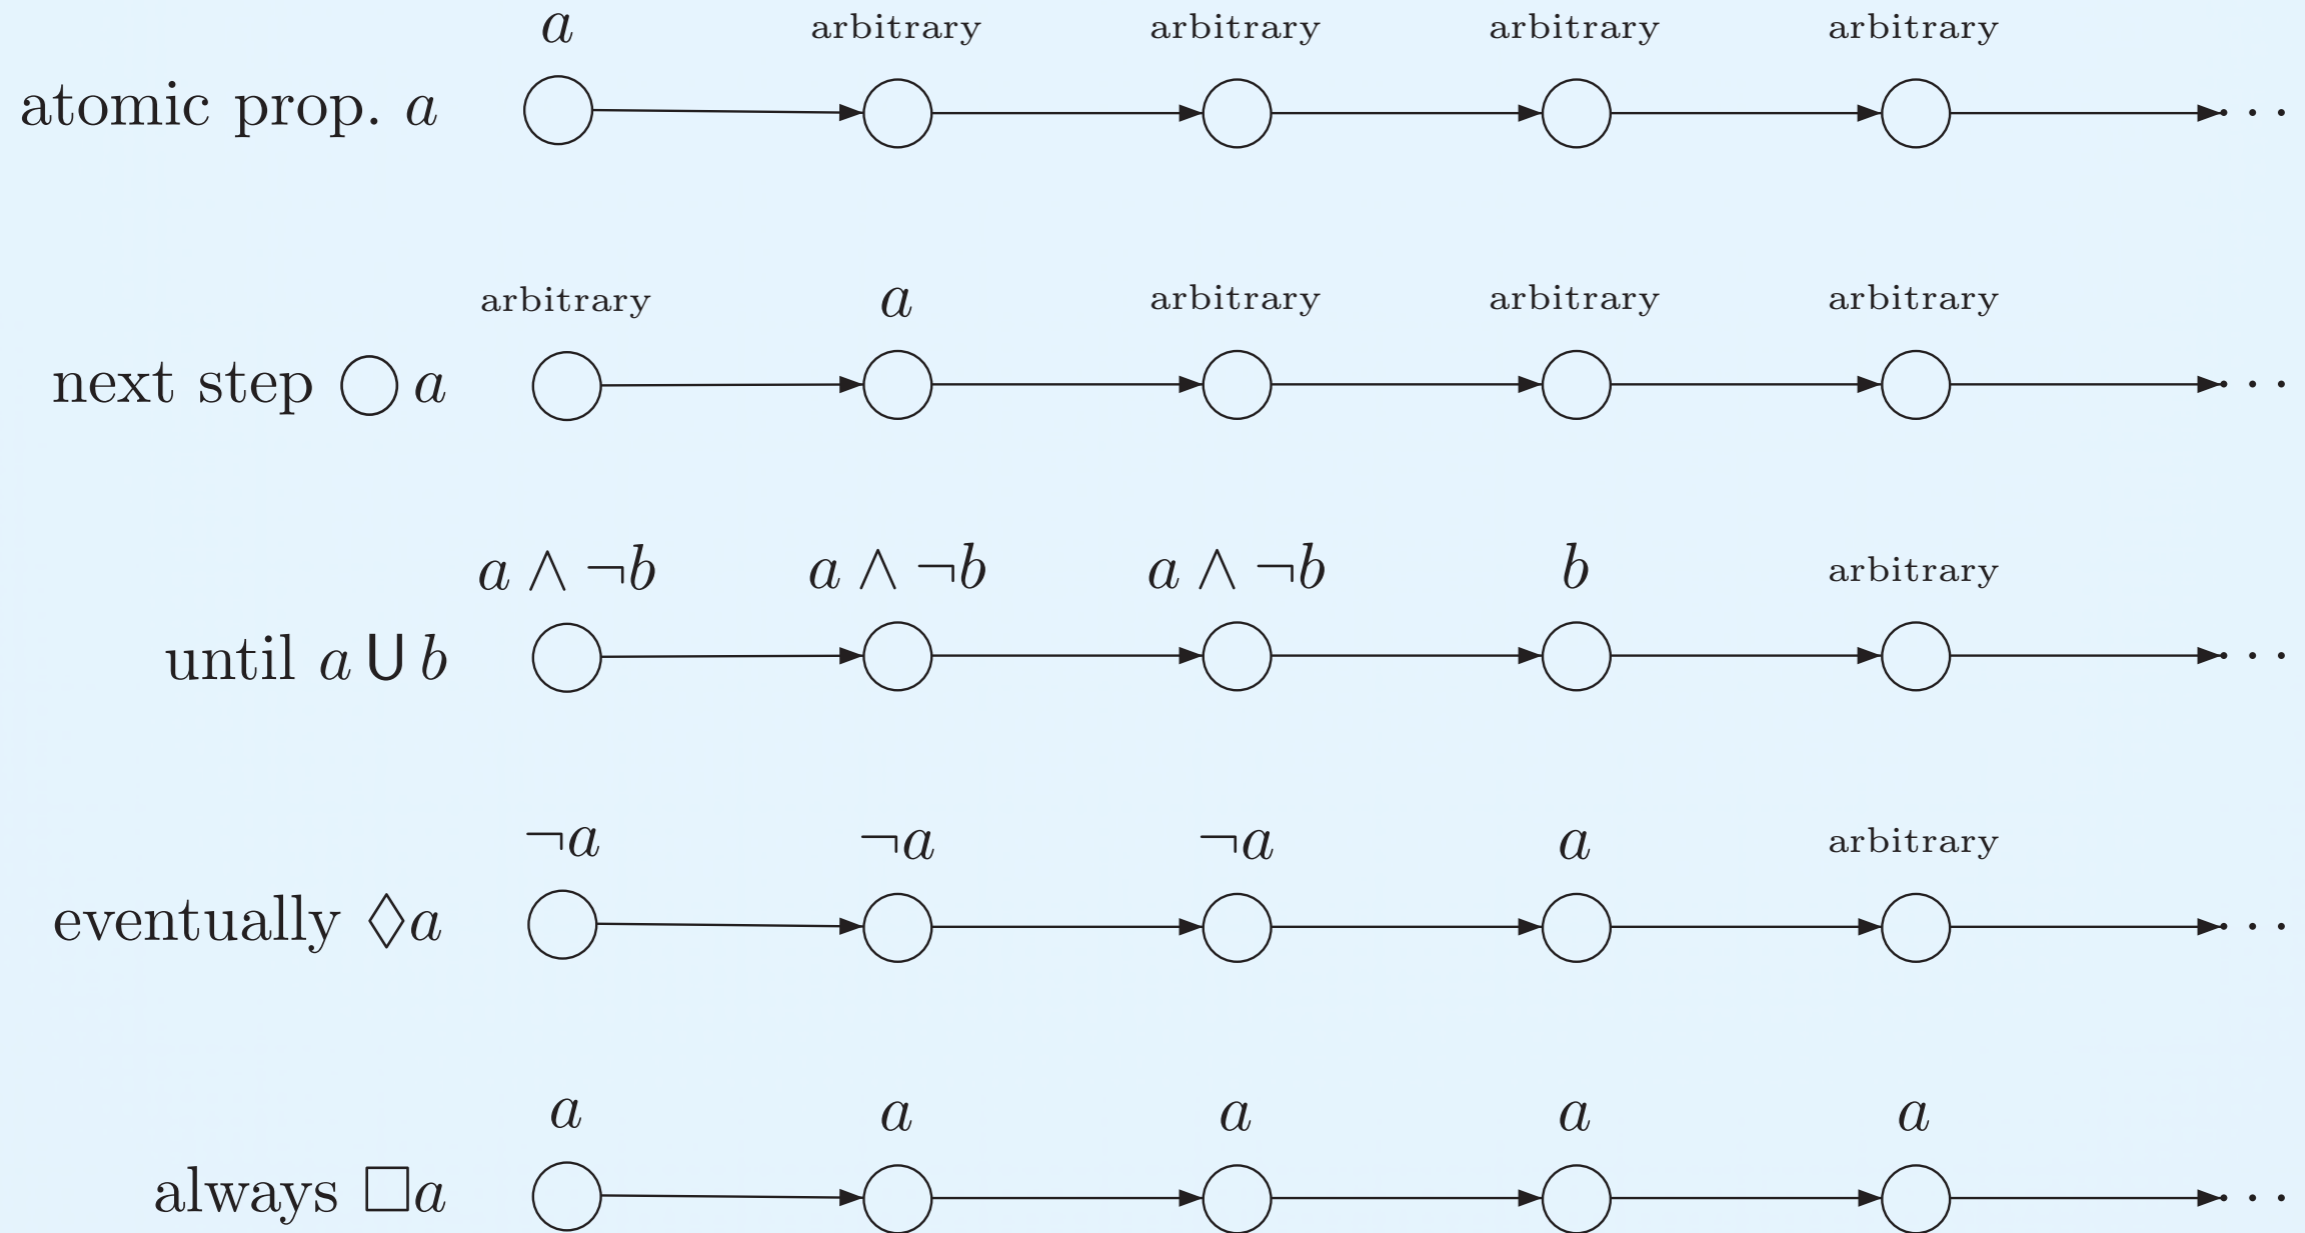 a arbitrary arbitrary arbitrary arbitrary
atomic prop. a ···
arbitrary a arbitrary arbitrary arbitrary
next step ◯ a ···
a ∧ ¬b a ∧ ¬b a ∧ ¬b b arbitrary
until a U b ···
¬a ¬a ¬a a arbitrary
eventually ◊a ···
a a a a a
always □a ···